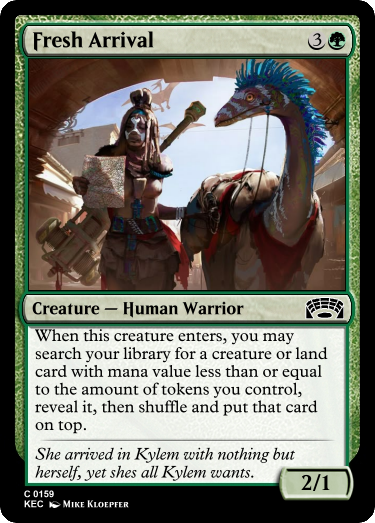 Fresh Arrival 3
Creature — Human Warrior
When this creature enters, you may
search your library for a creature or land
card with mana value less than or equal
to the amount of tokens you control,
reveal it, then shuffle and put that card
on top.
She arrived in Kylem with nothing but
herself, yet shes all Kylem wants.
2/1
C 0159
KEC Mike Kloepfer